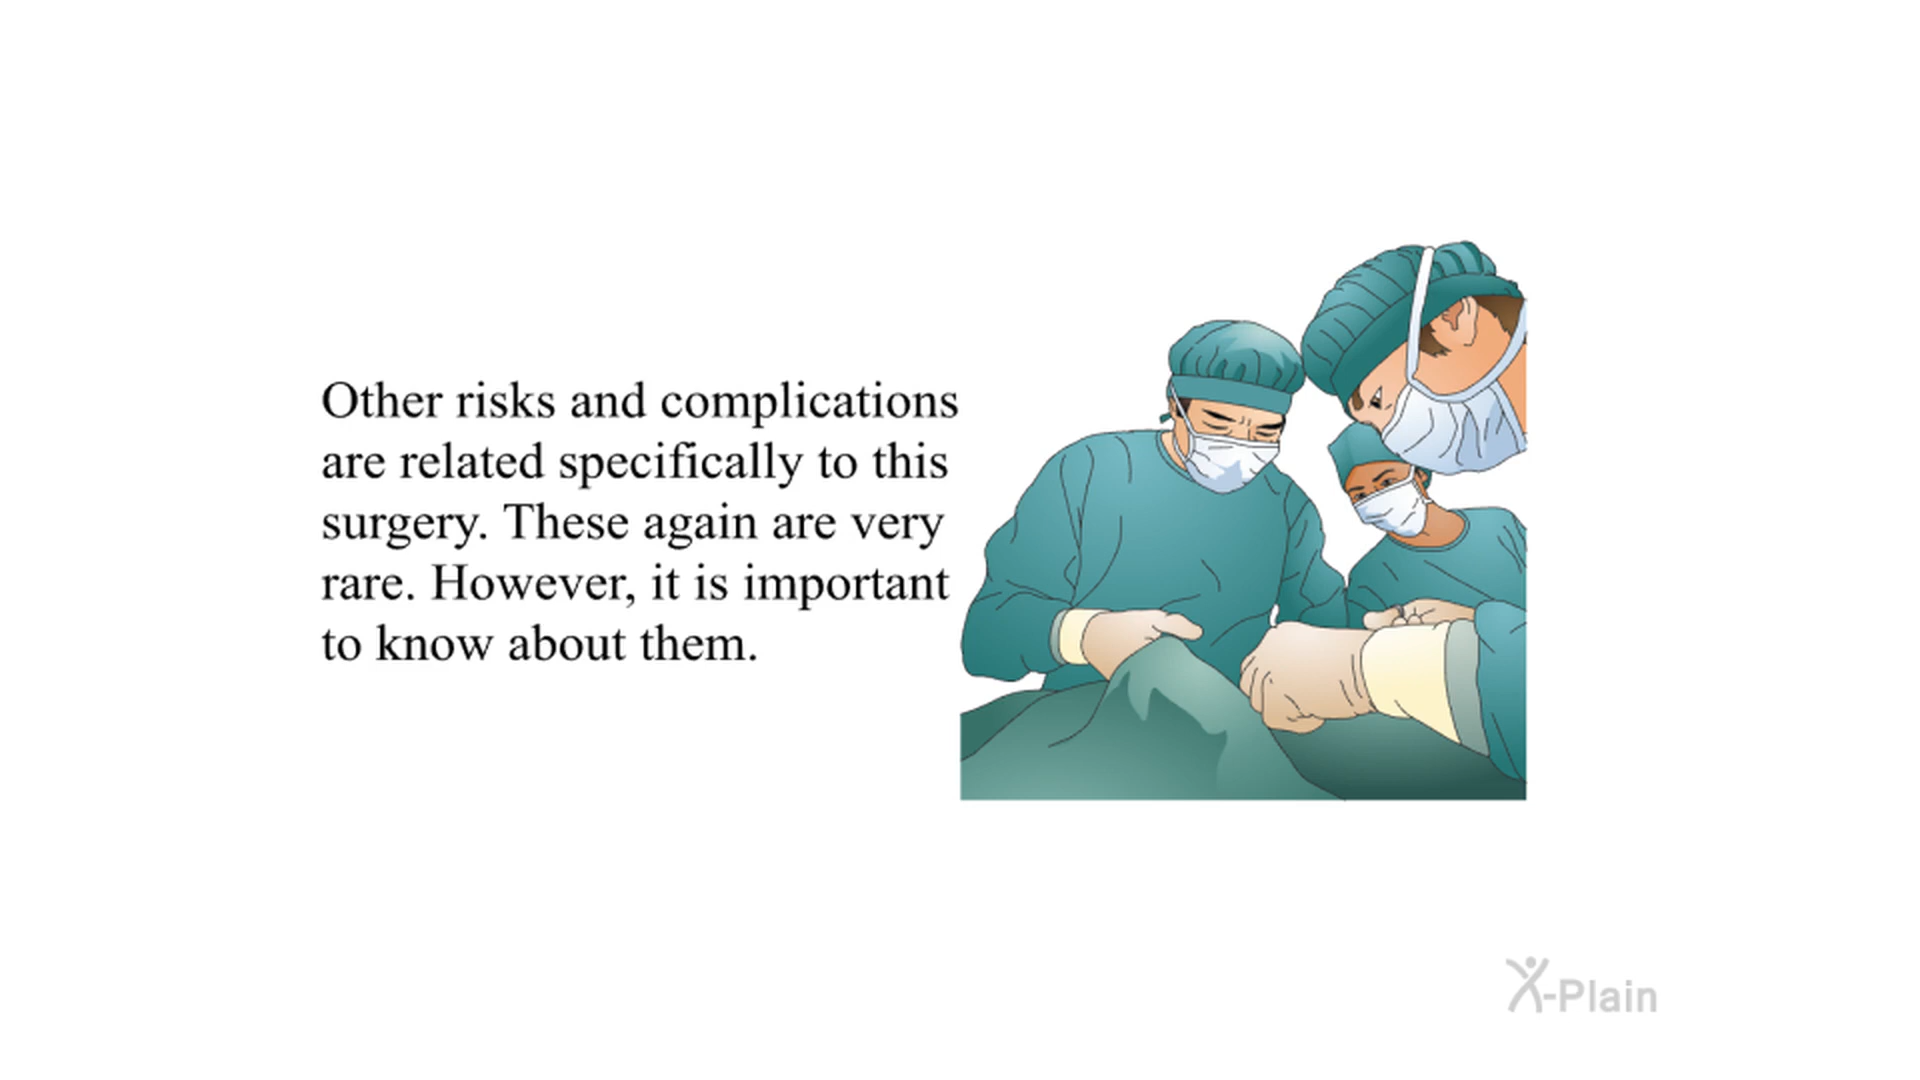 Other risks and complications
are related specifically to this
surgery. These again are very
rare. However, it is important
to know about them.
X-Plain